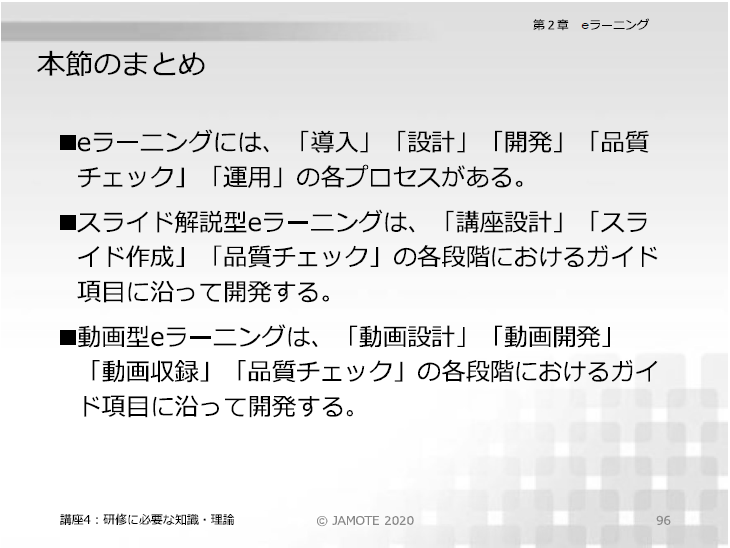 第２章　eラーニング
本節のまとめ
■eラーニングには、「導入」「設計」「開発」「品質
チェック」「運用」の各プロセスがある。
■スライド解説型eラーニングは、「講座設計」「スラ
イド作成」「品質チェック」の各段階におけるガイド
項目に沿って開発する。
■動画型eラーニングは、「動画設計」「動画開発」
「動画収録」「品質チェック」の各段階におけるガイ
ド項目に沿って開発する。
講座4：研修に必要な知識・理論
© JAMOTE 2020
96